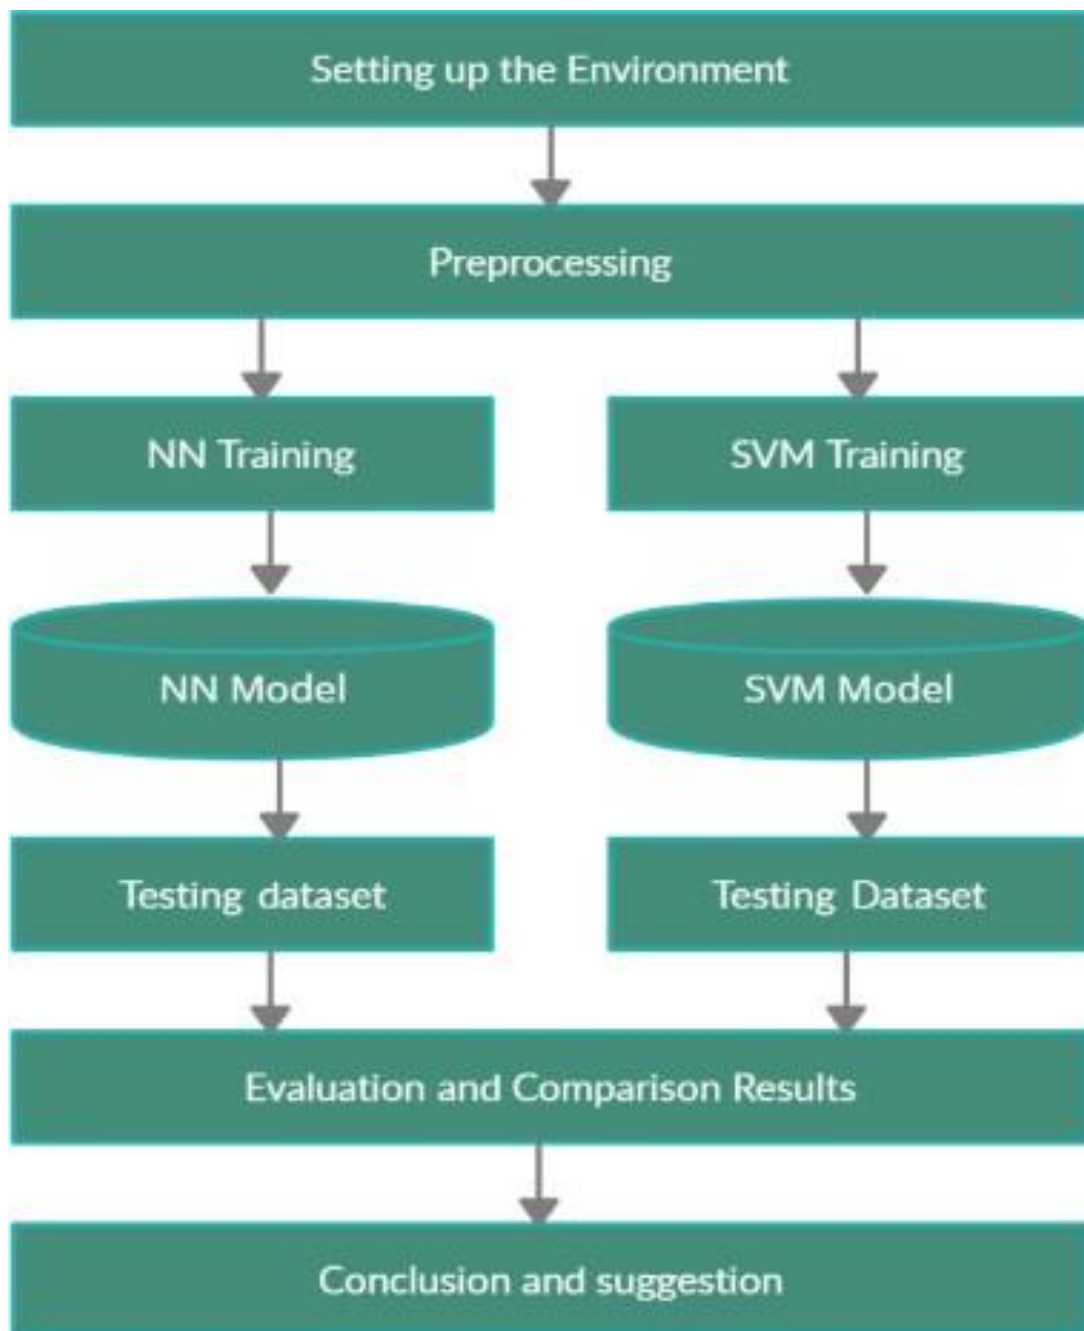 Setting up the Environment
Preprocessing
NN Training
SVM Training
NN Model
SVM Model
Testing dataset
Testing Dataset
Evaluation and Comparison Results
Conclusion and suggestion